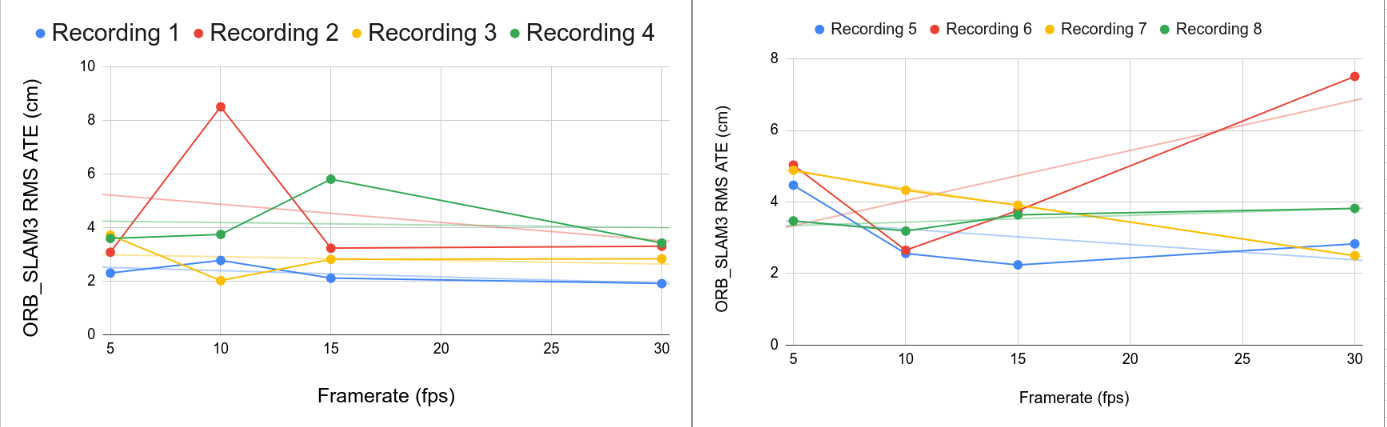 Recording 1 Recording 2 Recording 3 Recording 4
ORB_SLAM3 RMS ATE (cm)
10
8
6
4
2
0
5 10 15 20 25 30
Framerate (fps)
Recording 5 Recording 6 Recording 7 Recording 8
ORB_SLAM3 RMS ATE (cm)
8
6
4
2
0
5 10 15 20 25 30
Framerate (fps)